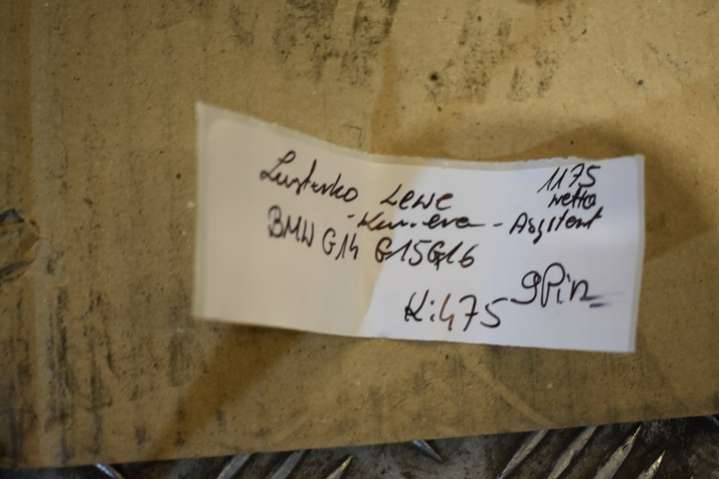 Lusterko Lewe 1175
netto
- Kamera - Asystent
BMW G14 G15 G16
9Pin
K:475